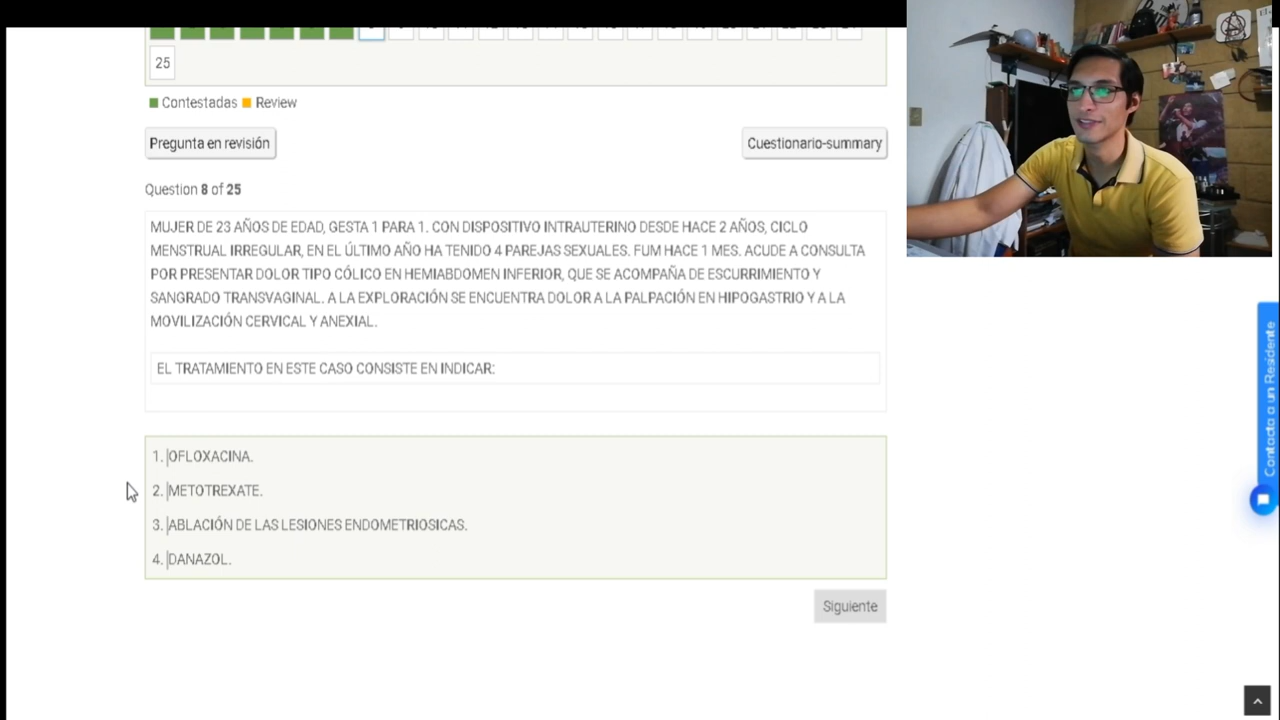 25
Contestadas Review
Pregunta en revisión
Cuestionario-summary
Question 8 of 25
MUJER DE 23 AÑOS DE EDAD, GESTA 1 PARA 1. CON DISPOSITIVO INTRAUTERINO DESDE HACE 2 AÑOS, CICLO
MENSTRUAL IRREGULAR, EN EL ÚLTIMO AÑO HA TENIDO 4 PAREJAS SEXUALES. FUM HACE 1 MES. ACUDE A CONSULTA
POR PRESENTAR DOLOR TIPO CÓLICO EN HEMIABDOMEN INFERIOR, QUE SE ACOMPAÑA DE ESCURRIMIENTO Y
SANGRADO TRANSVAGINAL. A LA EXPLORACIÓN SE ENCUENTRA DOLOR A LA PALPACIÓN EN HIPOGASTRIO Y A LA
MOVILIZACIÓN CERVICAL Y ANEXIAL.
EL TRATAMIENTO EN ESTE CASO CONSISTE EN INDICAR:
1. OFLOXACINA.
2. METOTREXATE.
3. ABLACIÓN DE LAS LESIONES ENDOMETRIOSICAS.
4. DANAZOL.
Siguiente
Contacta a un Residente